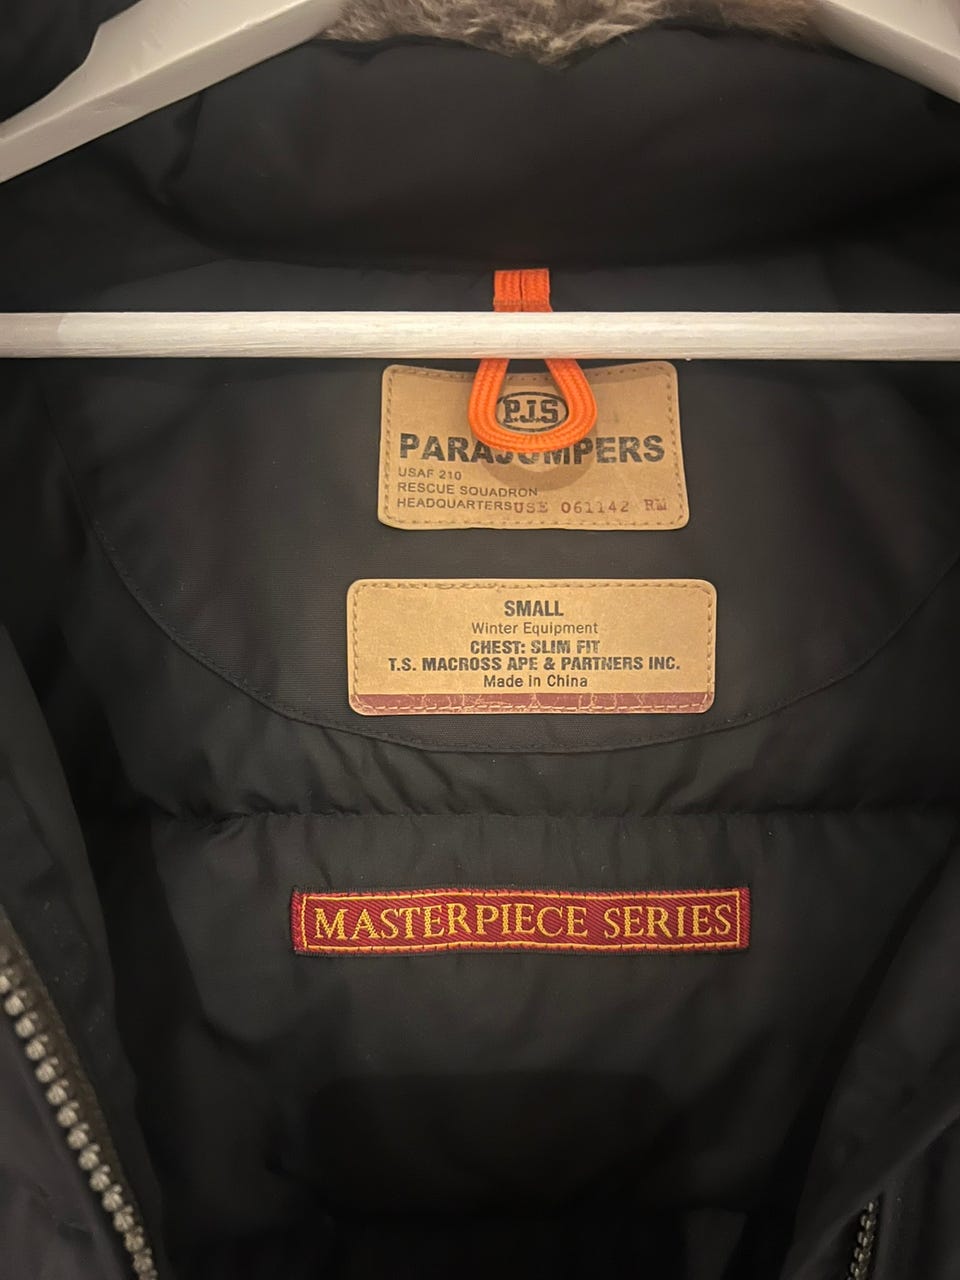 P.J.S
PARAJUMPERS
USAF 210
RESCUE SQUADRON
HEADQUARTERS USE 061142 RM
SMALL
Winter Equipment
CHEST: SLIM FIT
T.S. MACROSS APE & PARTNERS INC.
Made in China
MASTERPIECE SERIES